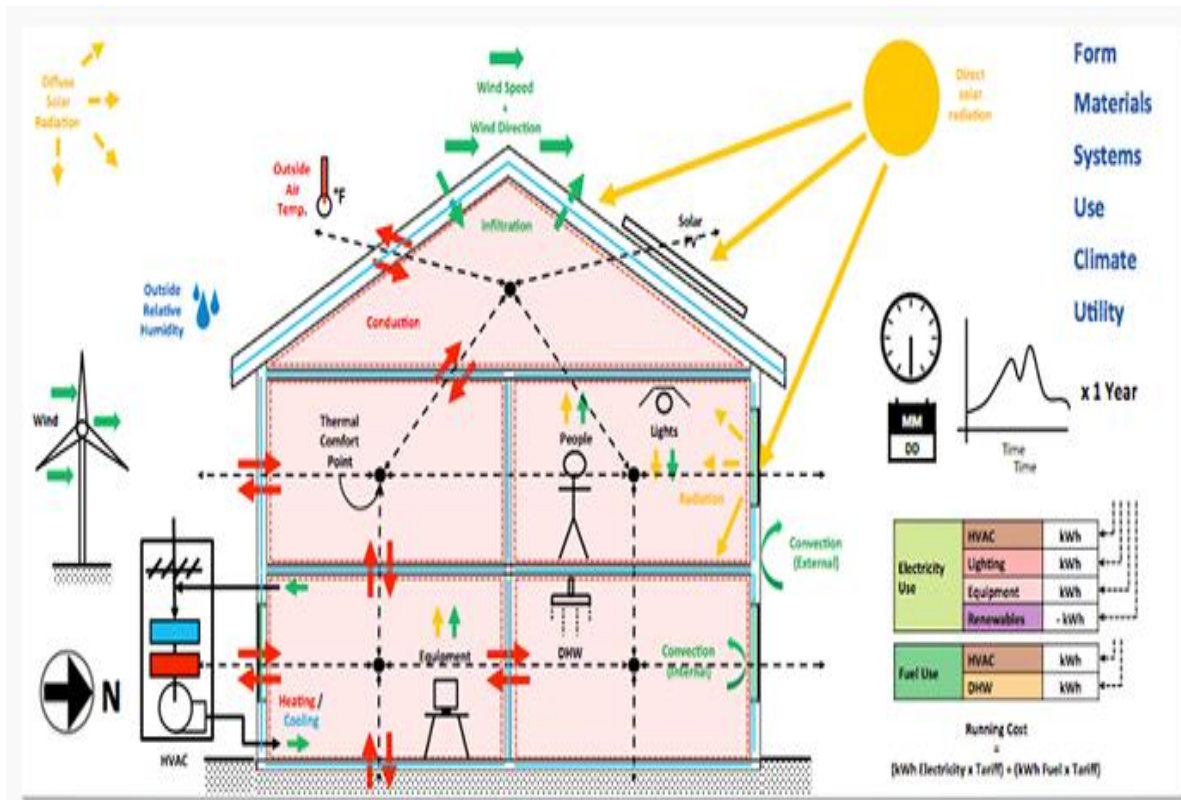 Diffuse
Solar
Radiation
Wind Speed
+
Wind Direction
Direct
solar
radiation
Form
Materials
Systems
Use
Climate
Utility
Outside
Air
Temp.
°F
Infiltration
Solar
PV
Outside
Relative
Humidity
Conduction
Wind
Thermal
Comfort
Point
People
Lights
Radiation
MM
DD
Time
Time
x 1 Year
Convection
(External)
Electricity
Use
HVAC kWh
Lighting kWh
Equipment kWh
Renewables - kWh
Fuel Use
HVAC kWh
DHW kWh
Equipment
DHW
Convection
(Internal)
N
Heating /
Cooling
HVAC
Running Cost
=
(kWh Electricity x Tariff) + (kWh Fuel x Tariff)